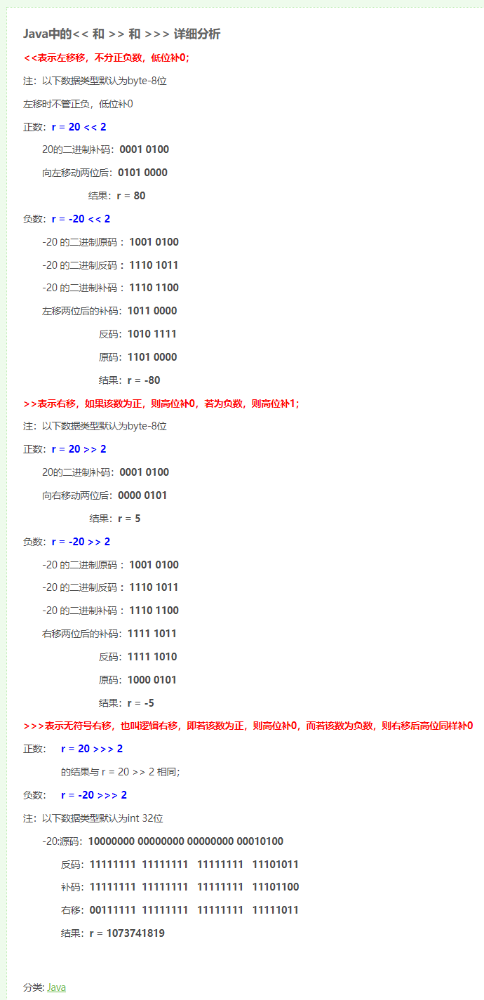 Java中的<< 和 >> 和 >>> 详细分析
<<表示左移移，不分正负数，低位补0；
注：以下数据类型默认为byte-8位
左移时不管正负，低位补0
正数：r = 20 << 2
20的二进制补码：0001 0100
向左移动两位后：0101 0000
结果：r = 80
负数：r = -20 << 2
-20 的二进制原码 ：1001 0100
-20 的二进制反码 ：1110 1011
-20 的二进制补码 ：1110 1100
左移两位后的补码：1011 0000
反码：1010 1111
原码：1101 0000
结果：r = -80
>>表示右移，如果该数为正，则高位补0，若为负数，则高位补1；
注：以下数据类型默认为byte-8位
正数：r = 20 >> 2
20的二进制补码：0001 0100
向右移动两位后：0000 0101
结果：r = 5
负数：r = -20 >> 2
-20 的二进制原码 ：1001 0100
-20 的二进制反码 ：1110 1011
-20 的二进制补码 ：1110 1100
右移两位后的补码：1111 1011
反码：1111 1010
原码：1000 0101
结果：r = -5
>>>表示无符号右移，也叫逻辑右移，即若该数为正，则高位补0，而若该数为负数，则右移后高位同样补0
正数： r = 20 >>> 2
的结果与 r = 20 >> 2 相同；
负数： r = -20 >>> 2
注：以下数据类型默认为int 32位
-20:源码：10000000 00000000 00000000 00010100
反码：11111111 11111111 11111111 11101011
补码：11111111 11111111 11111111 11101100
右移：00111111 11111111 11111111 11111011
结果：r = 1073741819
分类: Java